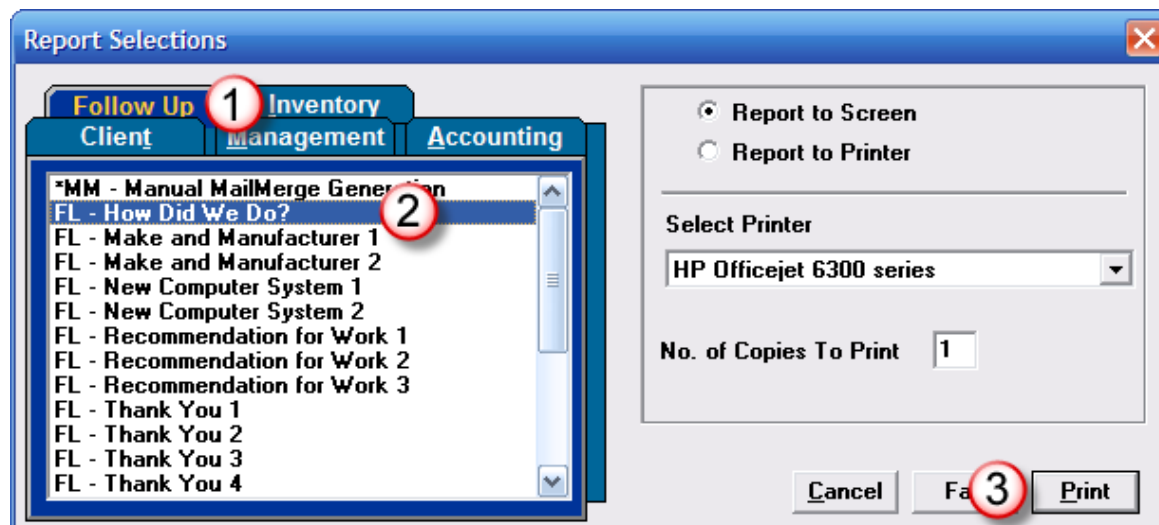 Report Selections
Follow Up 1 Inventory
Client Management Accounting
*MM - Manual MailMerge Generation
FL - How Did We Do? 2
FL - Make and Manufacturer 1
FL - Make and Manufacturer 2
FL - New Computer System 1
FL - New Computer System 2
FL - Recommendation for Work 1
FL - Recommendation for Work 2
FL - Recommendation for Work 3
FL - Thank You 1
FL - Thank You 2
FL - Thank You 3
FL - Thank You 4
Report to Screen
Report to Printer
Select Printer
HP Officejet 6300 series
No. of Copies To Print 1
Cancel 3 Print